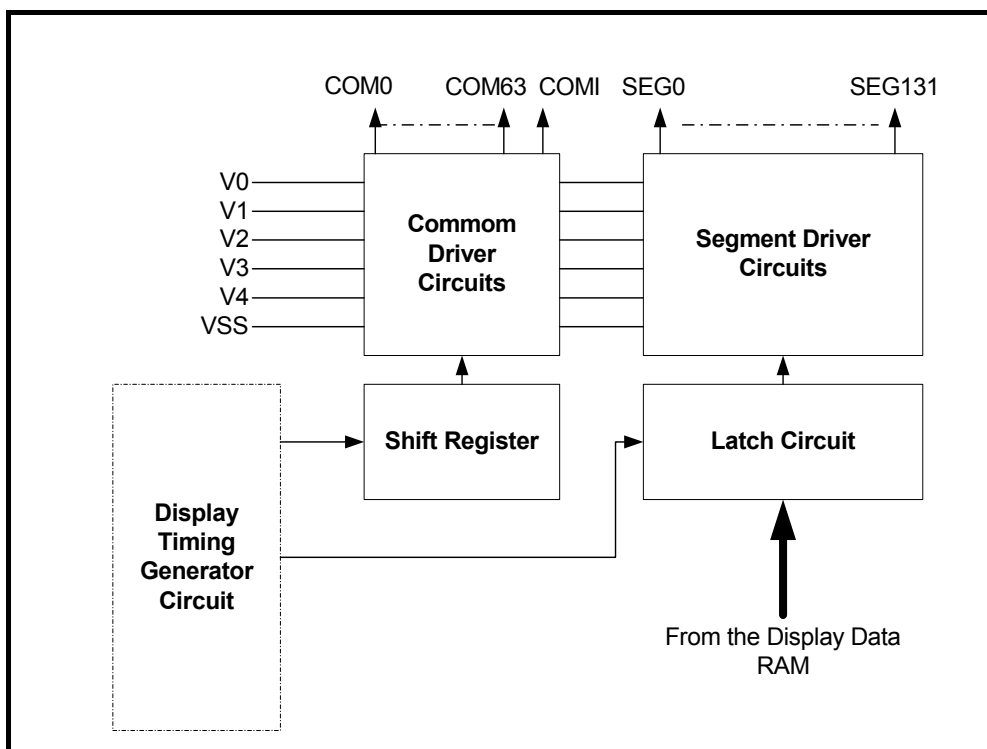 COM0 COM63 COMI SEG0 SEG131
V0
V1
V2
V3
V4
VSS
Commom
Driver
Circuits
Segment Driver
Circuits
Shift Register
Latch Circuit
Display
Timing
Generator
Circuit
From the Display Data
RAM